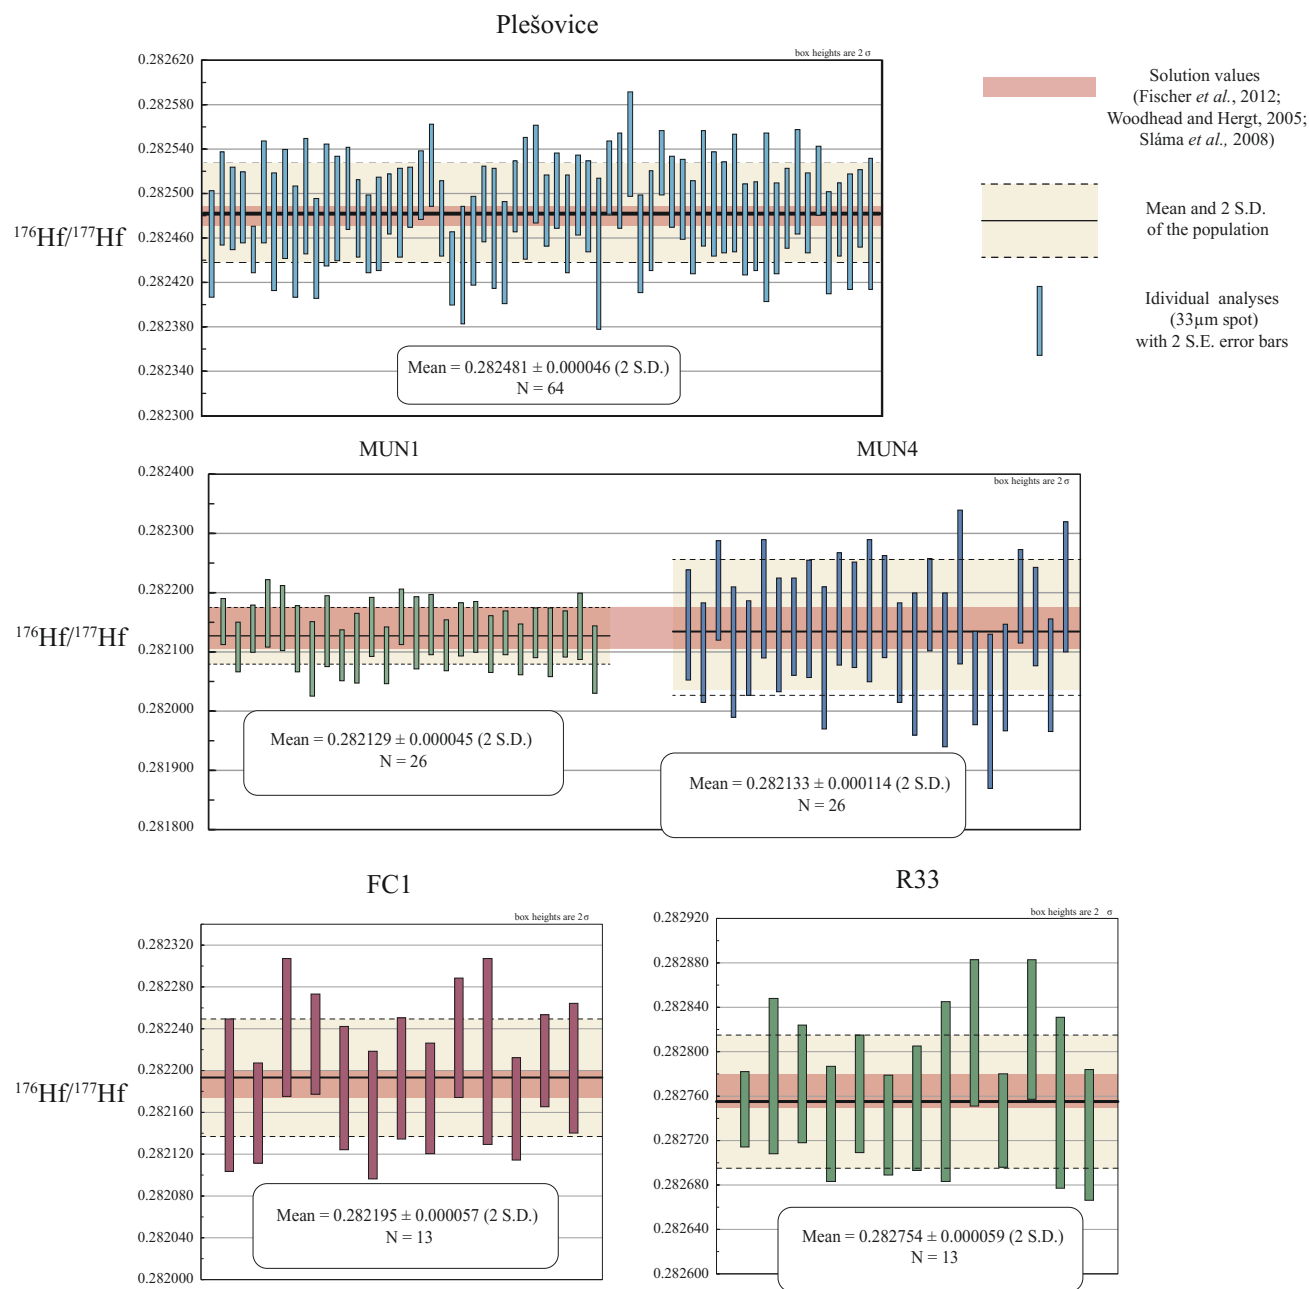 Plešovice
box heights are 2 σ
0.282620
0.282580
0.282540
0.282500
0.282460
0.282420
0.282380
0.282340
0.282300
176Hf/177Hf
Mean = 0.282481 ± 0.000046 (2 S.D.)
N = 64
Solution values
(Fischer et al., 2012;
Woodhead and Hergt, 2005;
Sláma et al., 2008)
Mean and 2 S.D.
of the population
Idividual analyses
(33μm spot)
with 2 S.E. error bars
MUN1
MUN4
box heights are 2 σ
0.282400
0.282300
0.282200
0.282100
0.282000
0.281900
0.281800
176Hf/177Hf
Mean = 0.282129 ± 0.000045 (2 S.D.)
N = 26
Mean = 0.282133 ± 0.000114 (2 S.D.)
N = 26
FC1
box heights are 2 σ
0.282320
0.282280
0.282240
0.282200
0.282160
0.282120
0.282080
0.282040
0.282000
176Hf/177Hf
Mean = 0.282195 ± 0.000057 (2 S.D.)
N = 13
R33
box heights are 2 σ
0.282920
0.282880
0.282840
0.282800
0.282760
0.282720
0.282680
0.282640
0.282600
Mean = 0.282754 ± 0.000059 (2 S.D.)
N = 13